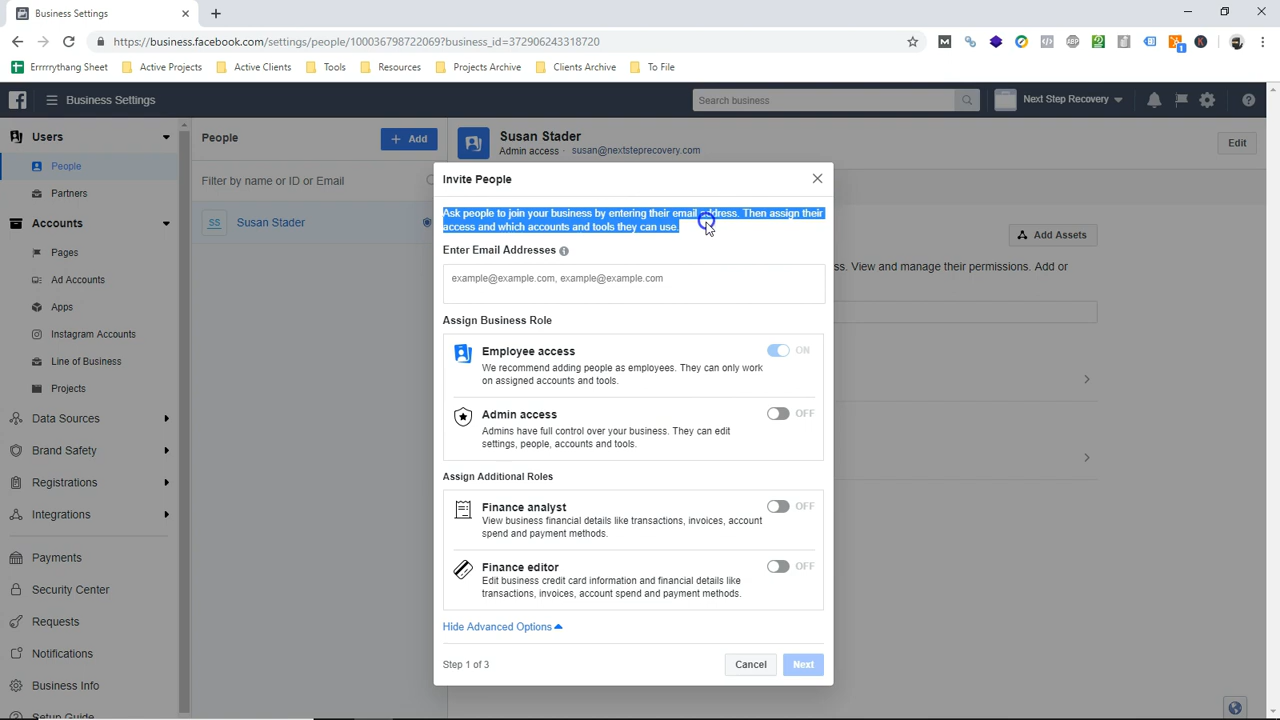 Business Settings
https://business.facebook.com/settings/people/100036798722069?business_id=372906243318720
Errrrrythang Sheet
Active Projects
Active Clients
Tools
Resources
Projects Archive
Clients Archive
To File
Business Settings
Search business
Next Step Recovery
Users
People
Partners
Accounts
Pages
Ad Accounts
Apps
Instagram Accounts
Line of Business
Projects
Data Sources
Brand Safety
Registrations
Integrations
Payments
Security Center
Requests
Notifications
Business Info
Setup Guide
People
+ Add
Filter by name or ID or Email
SS
Susan Stader
Susan Stader
Admin access · susan@nextsteprecovery.com
Edit
Add Assets
ss. View and manage their permissions. Add or
Invite People
Ask people to join your business by entering their email address. Then assign their
access and which accounts and tools they can use.
Enter Email Addresses
example@example.com, example@example.com
Assign Business Role
Employee access
ON
We recommend adding people as employees. They can only work
on assigned accounts and tools.
Admin access
OFF
Admins have full control over your business. They can edit
settings, people, accounts and tools.
Assign Additional Roles
Finance analyst
OFF
View business financial details like transactions, invoices, account
spend and payment methods.
Finance editor
OFF
Edit business credit card information and financial details like
transactions, invoices, account spend and payment methods.
Hide Advanced Options
Step 1 of 3
Cancel
Next